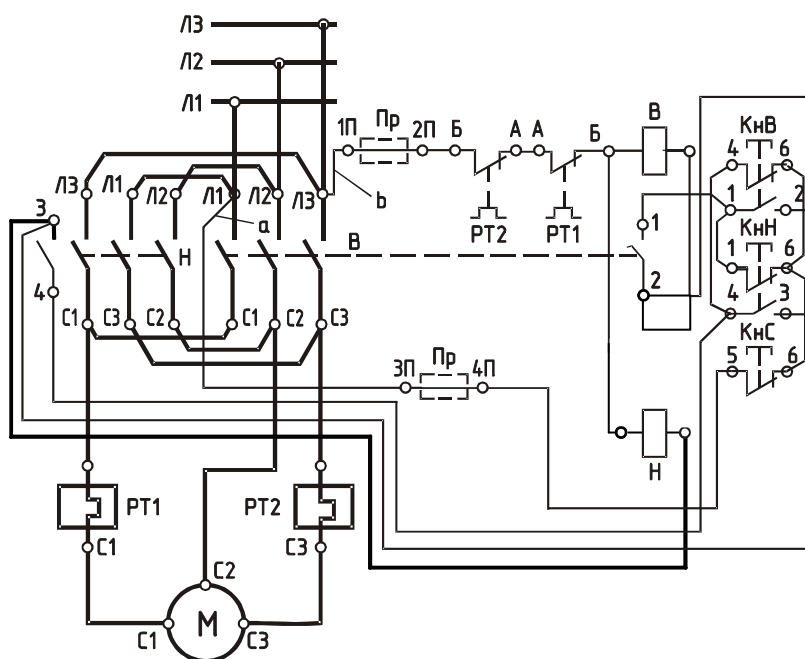 Л3
Л2
Л1
1П Пр 2П Б А А Б В
РТ2 РТ1
КнВ
4 6
1 2
КнН
1 6
4 3
КнС
5 6
Л3 Л1 Л2 Л1 Л2 Л3
a b
3 Н В 1
4 2
С1 С3 С2 С1 С2 С3
3П Пр 4П
Н
РТ1 РТ2
С1 С3
С2
С1 М С3